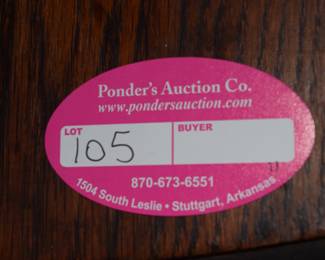 Ponder's Auction Co.
www.pondersauction.com
LOT BUYER
105
870-673-6551
1504 South Leslie • Stuttgart, Arkansas